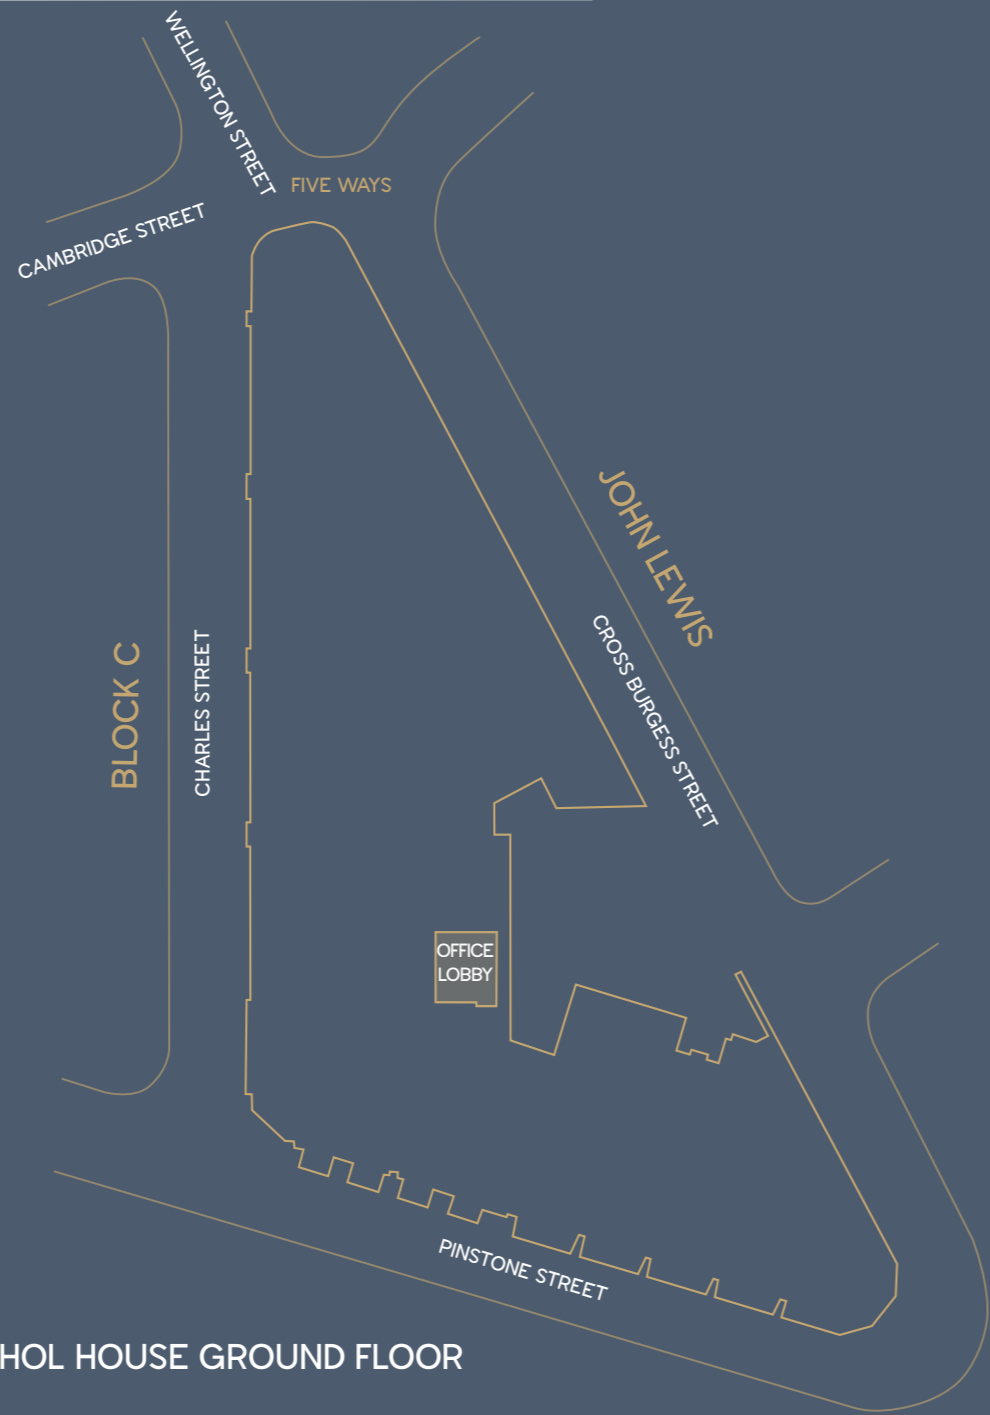 WELLINGTON STREET
FIVE WAYS
CAMBRIDGE STREET
JOHN LEWIS
CROSS BURGESS STREET
BLOCK C
CHARLES STREET
OFFICE
LOBBY
PINSTONE STREET
HOL HOUSE GROUND FLOOR